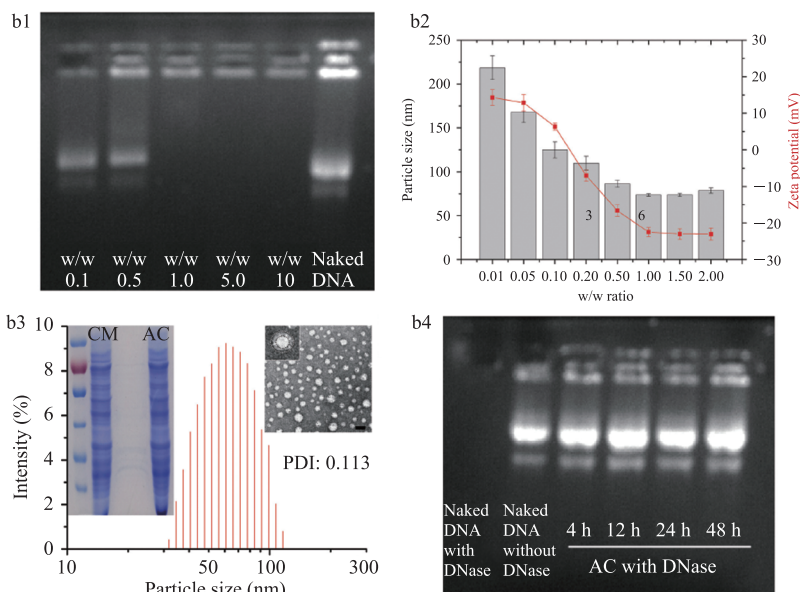 b1
w/w w/w w/w w/w w/w Naked
0.1 0.5 1.0 5.0 10 DNA
b2
250
200
150
100
50
0
Particle size (nm)
30
20
10
0
−10
−20
−30
Zeta potential (mV)
3 6
0.01 0.05 0.10 0.20 0.50 1.00 1.50 2.00
w/w ratio
b3
10
8
6
4
2
0
Intensity (%)
CM AC
PDI: 0.113
10 50 100 300
Particle size (nm)
b4
Naked
DNA
with
DNase
Naked
DNA
without
DNase
4 h 12 h 24 h 48 h
AC with DNase